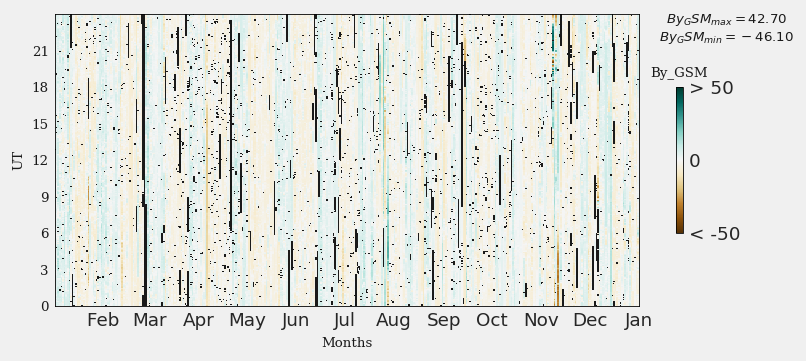 By_GSM_max = 42.70
By_GSM_min = −46.10
By_GSM
> 50
0
< -50
21
18
15
12
9
6
3
0
UT
Feb Mar Apr May Jun Jul Aug Sep Oct Nov Dec Jan
Months